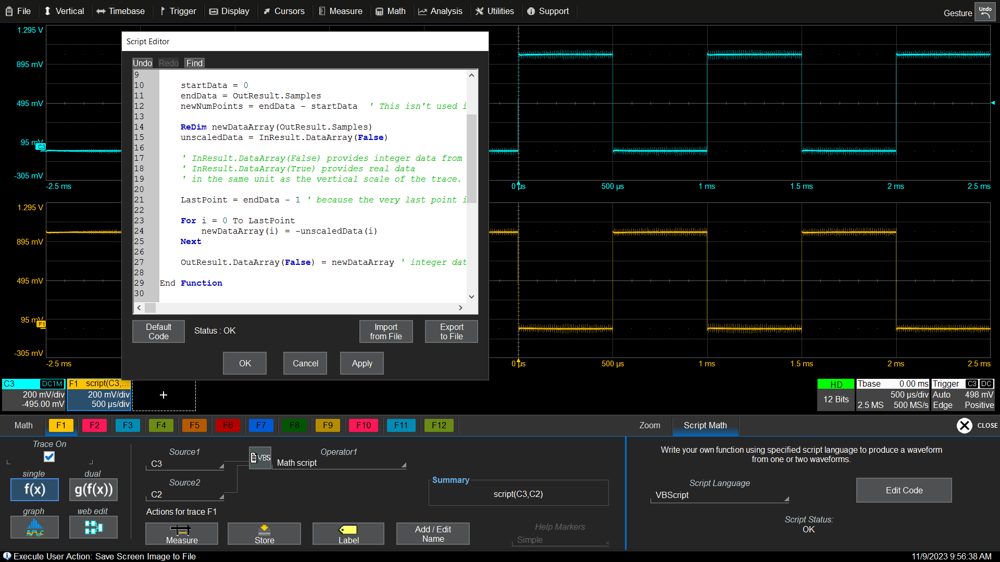 File Vertical Timebase Trigger Display Cursors Measure Math Analysis Utilities Support Gesture Undo
1.295 V
895 mV
495 mV
95 mV
C3
-305 mV
-2.5 ms 0 µs 500 µs 1 ms 1.5 ms 2 ms 2.5 ms
1.295 V
895 mV
495 mV
95 mV
F1
-305 mV
-2.5 ms 0 µs 500 µs 1 ms 1.5 ms 2 ms 2.5 ms
Script Editor
Undo Redo Find
9
10 startData = 0
11 endData = OutResult.Samples
12 newNumPoints = endData - startData ' This isn't used i
13
14 ReDim newDataArray(OutResult.Samples)
15 unscaledData = InResult.DataArray(False)
16
17 ' InResult.DataArray(False) provides integer data from
18 ' InResult.DataArray(True) provides real data
19 ' in the same unit as the vertical scale of the trace.
20
21 LastPoint = endData - 1 ' because the very last point i
22
23 For i = 0 To LastPoint
24 newDataArray(i) = -unscaledData(i)
25 Next
26
27 OutResult.DataArray(False) = newDataArray ' integer dat
28
29 End Function
30
Default
Code
Status : OK
Import
from File
Export
to File
OK Cancel Apply
C3 DC1M
200 mV/div
-495.00 mV
F1 script(C3,...
200 mV/div
500 µs/div
+
HD
12 Bits
Tbase 0.00 ms
500 µs/div
2.5 MS 500 MS/s
Trigger C3 DC
Auto 498 mV
Edge Positive
Math F1 F2 F3 F4 F5 F6 F7 F8 F9 F10 F11 F12 Zoom Script Math CLOSE
Trace On
single dual
f(x) g(f(x))
graph web edit
Source1
C3
Source2
C2
VBS
Operator1
Math script
Summary
script(C3,C2)
Actions for trace F1
Measure
Store
Label
Add / Edit
Name
Help Markers
Simple
Write your own function using specified script language to produce a waveform
from one or two waveforms.
Script Language
VBScript
Edit Code
Script Status:
OK
Execute User Action: Save Screen Image to File 11/9/2023 9:56:38 AM